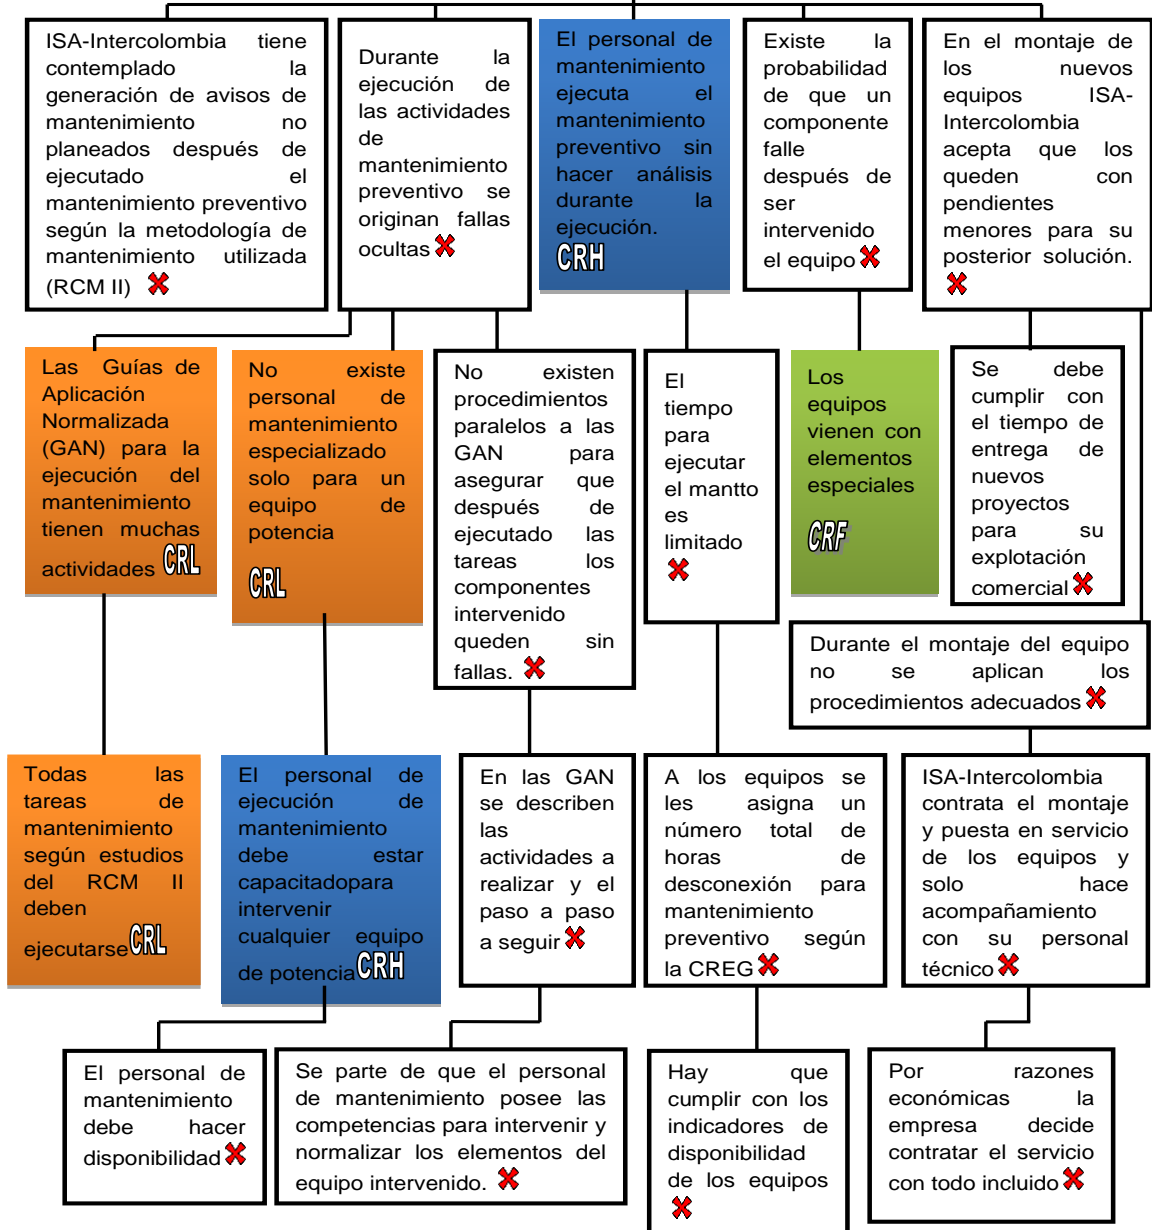 ISA-Intercolombia tiene
contemplado la
generación de avisos de
mantenimiento no
planeados después de
ejecutado el
mantenimiento preventivo
según la metodología de
mantenimiento utilizada
(RCM II)
Durante la
ejecución de
las actividades
de
mantenimiento
preventivo se
originan fallas
ocultas
El personal de
mantenimiento
ejecuta el
mantenimiento
preventivo sin
hacer análisis
durante la
ejecución.
CRH
Existe la
probabilidad
de que un
componente
falle
después de
ser
intervenido
el equipo
En el montaje de
los nuevos
equipos ISA-
Intercolombia
acepta que los
queden con
pendientes
menores para su
posterior solución.
Las Guías de
Aplicación
Normalizada
(GAN) para la
ejecución del
mantenimiento
tienen muchas
actividades CRL
No existe
personal de
mantenimiento
especializado
solo para un
equipo de
potencia
CRL
No existen
procedimientos
paralelos a las
GAN para
asegurar que
después de
ejecutado las
tareas los
componentes
intervenido
queden sin
fallas.
El
tiempo
para
ejecutar
el mantto
es
limitado
Los
equipos
vienen con
elementos
especiales
CRF
Se debe
cumplir con
el tiempo de
entrega de
nuevos
proyectos
para su
explotación
comercial
Durante el montaje del equipo
no se aplican los
procedimientos adecuados
Todas las
tareas de
mantenimiento
según estudios
del RCM II
deben
ejecutarse CRL
El personal de
ejecución de
mantenimiento
debe estar
capacitadopara
intervenir
cualquier equipo
de potencia CRH
En las GAN
se describen
las
actividades a
realizar y el
paso a paso
a seguir
A los equipos se
les asigna un
número total de
horas de
desconexión para
mantenimiento
preventivo según
la CREG
ISA-Intercolombia
contrata el montaje
y puesta en servicio
de los equipos y
solo hace
acompañamiento
con su personal
técnico
El personal de
mantenimiento
debe hacer
disponibilidad
Se parte de que el personal
de mantenimiento posee las
competencias para intervenir y
normalizar los elementos del
equipo intervenido.
Hay que
cumplir con los
indicadores de
disponibilidad
de los equipos
Por razones
económicas la
empresa decide
contratar el servicio
con todo incluido